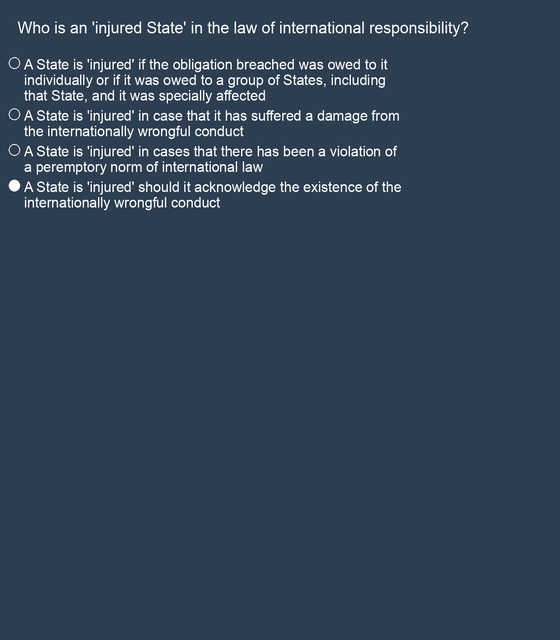 Who is an 'injured State' in the law of international responsibility?
A State is 'injured' if the obligation breached was owed to it
individually or if it was owed to a group of States, including
that State, and it was specially affected
A State is 'injured' in case that it has suffered a damage from
the internationally wrongful conduct
A State is 'injured' in cases that there has been a violation of
a peremptory norm of international law
A State is 'injured' should it acknowledge the existence of the
internationally wrongful conduct